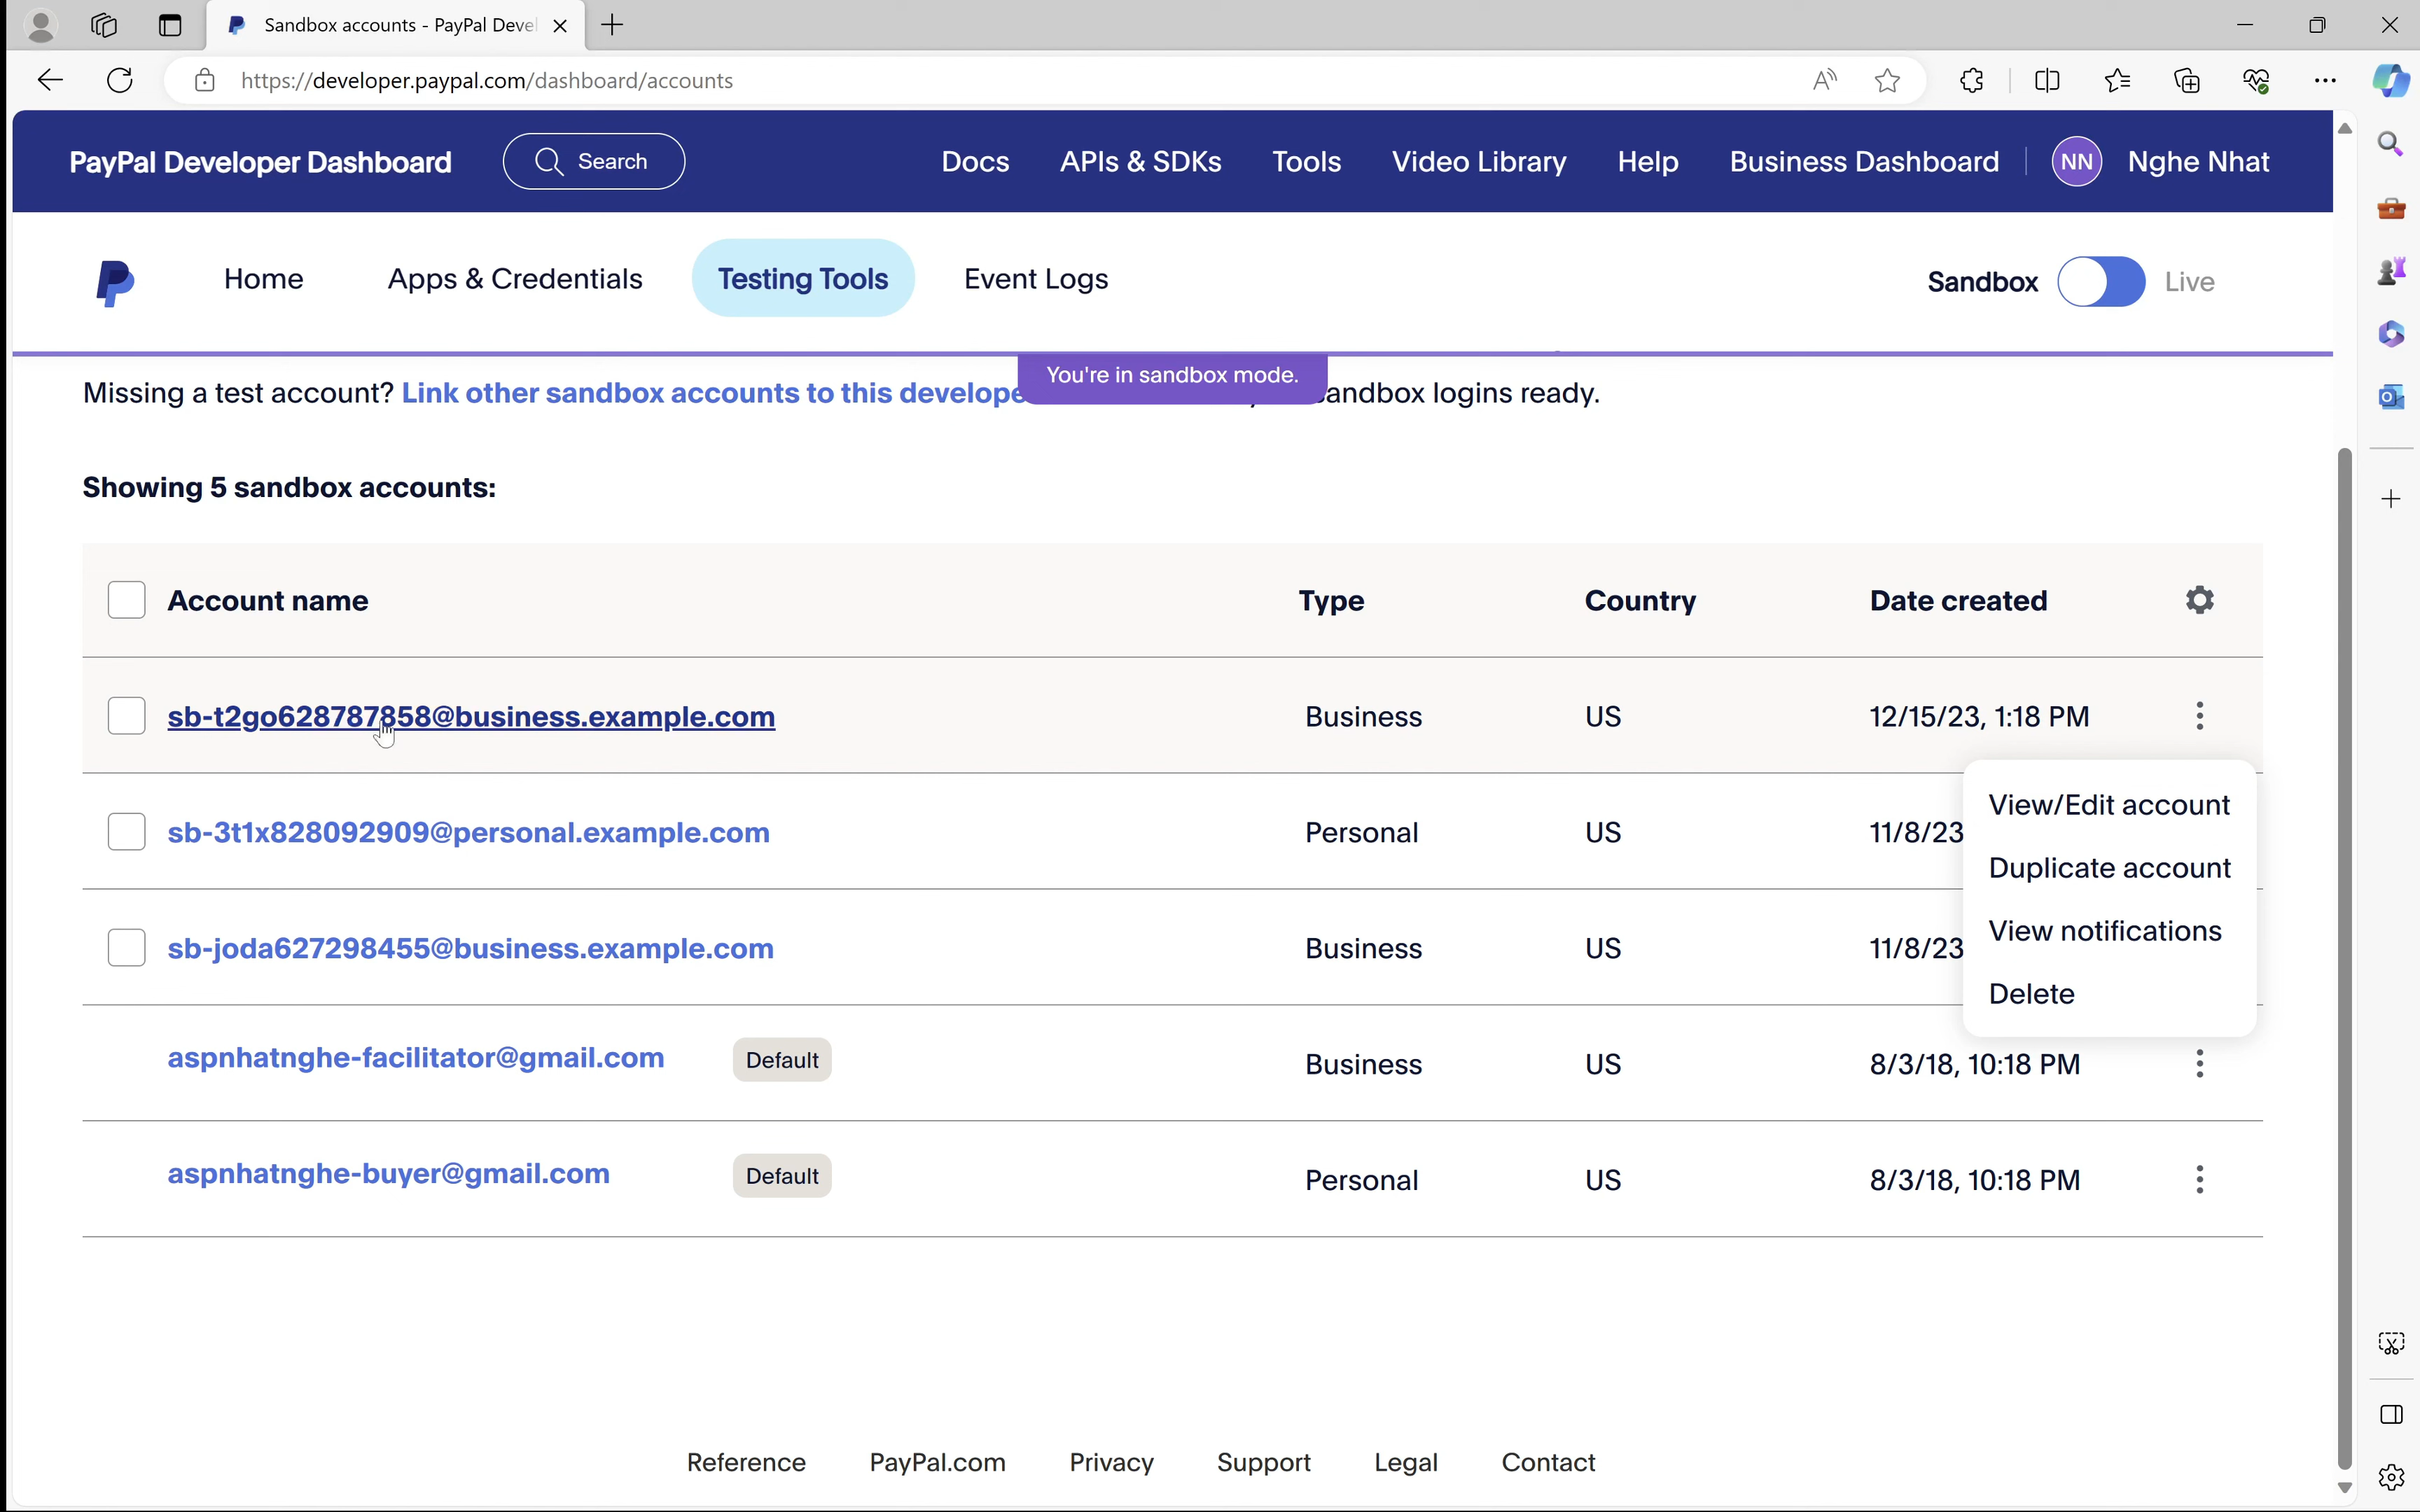 Sandbox accounts - PayPal Deve
https://developer.paypal.com/dashboard/accounts
PayPal Developer Dashboard
Search
Docs
APIs & SDKs
Tools
Video Library
Help
Business Dashboard
NN
Nghe Nhat
Home
Apps & Credentials
Testing Tools
Event Logs
Sandbox
Live
You're in sandbox mode.
Missing a test account? Link other sandbox accounts to this develope andbox logins ready.
Showing 5 sandbox accounts:
Account name Type Country Date created
sb-t2go628787858@business.example.com Business US 12/15/23, 1:18 PM
View/Edit account
sb-3t1x828092909@personal.example.com Personal US 11/8/23
Duplicate account
View notifications
sb-joda627298455@business.example.com Business US 11/8/23
Delete
aspnhatnghe-facilitator@gmail.com Default Business US 8/3/18, 10:18 PM
aspnhatnghe-buyer@gmail.com Default Personal US 8/3/18, 10:18 PM
Reference PayPal.com Privacy Support Legal Contact